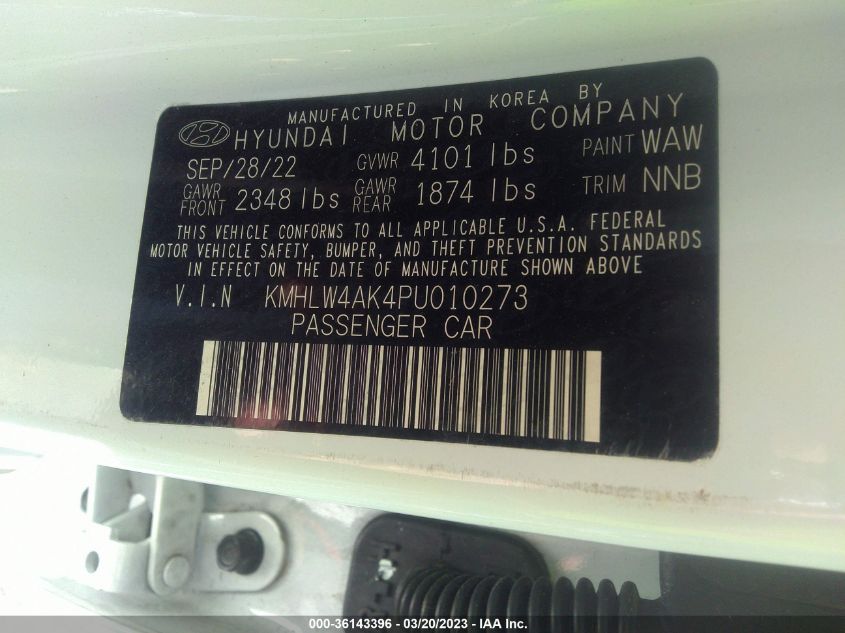 MANUFACTURED IN KOREA BY
HYUNDAI MOTOR COMPANY
SEP/28/22 GVWR 4101 lbs PAINT WAW
GAWR FRONT 2348 lbs GAWR REAR 1874 lbs TRIM NNB
THIS VEHICLE CONFORMS TO ALL APPLICABLE U.S.A. FEDERAL
MOTOR VEHICLE SAFETY, BUMPER, AND THEFT PREVENTION STANDARDS
IN EFFECT ON THE DATE OF MANUFACTURE SHOWN ABOVE
V.I.N KMHLW4AK4PU010273
PASSENGER CAR
000-36143396 - 03/20/2023 - IAA Inc.